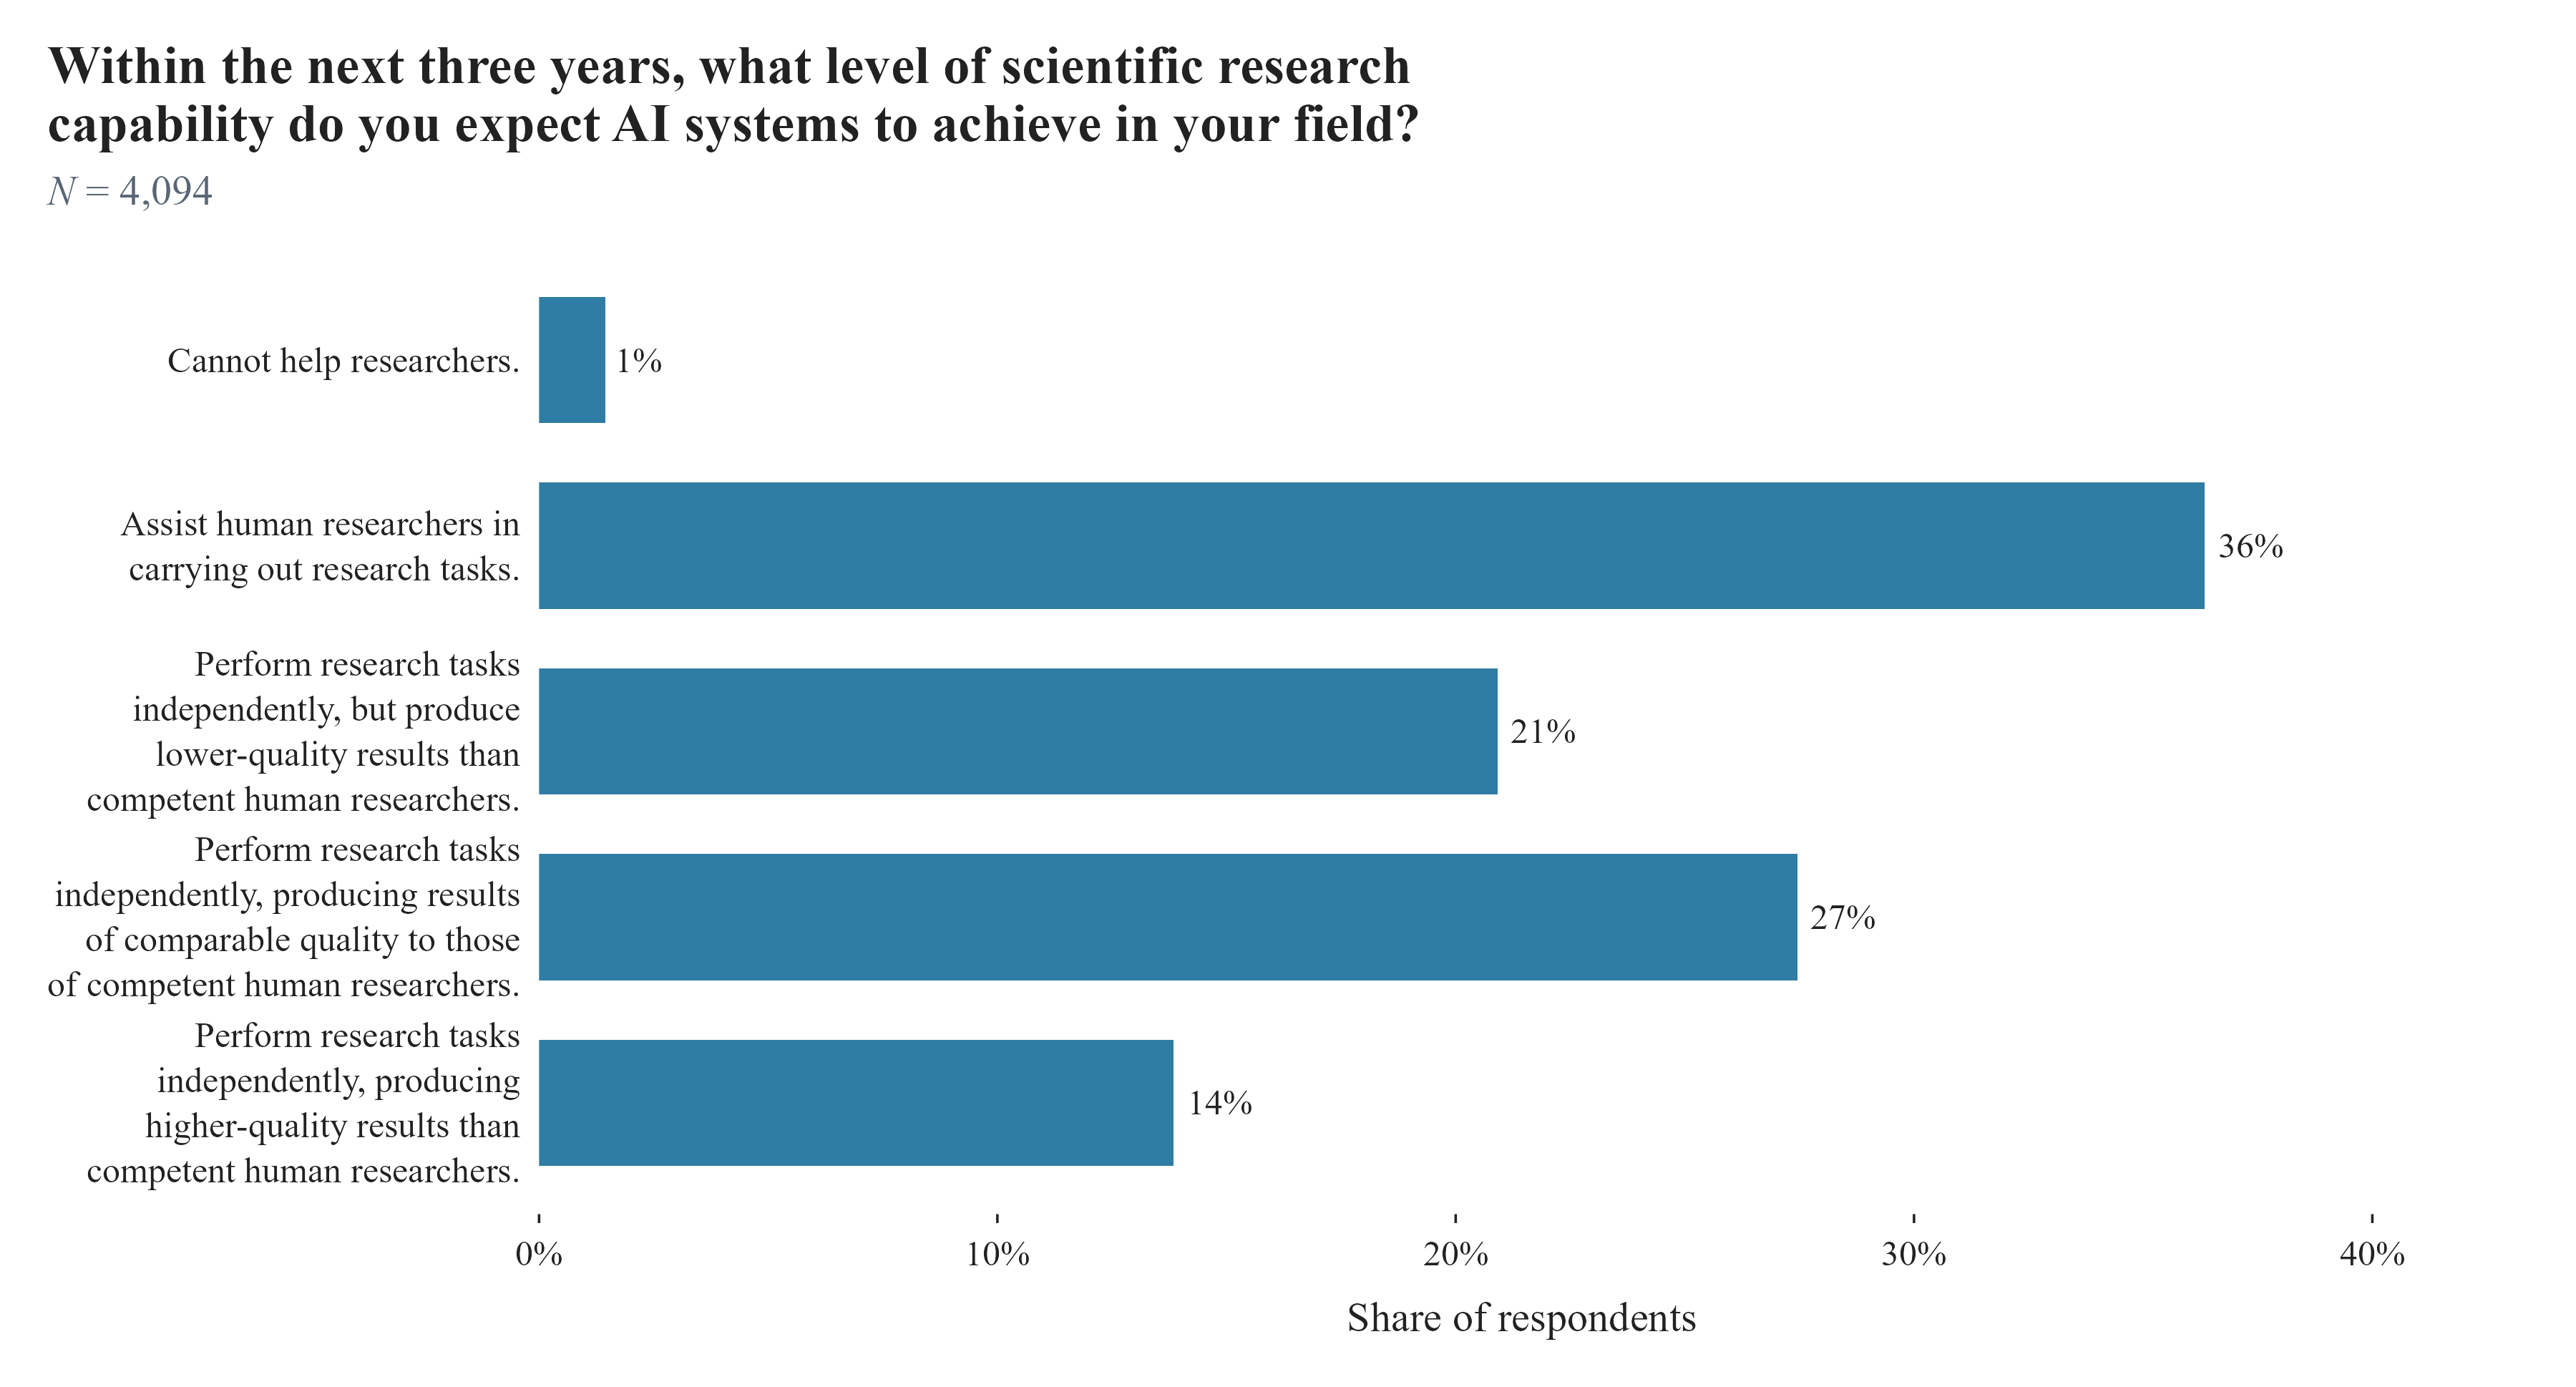 Within the next three years, what level of scientific research
capability do you expect AI systems to achieve in your field?
N = 4,094
Cannot help researchers.
1%
Assist human researchers in
carrying out research tasks.
36%
Perform research tasks
independently, but produce
lower-quality results than
competent human researchers.
21%
Perform research tasks
independently, producing results
of comparable quality to those
of competent human researchers.
27%
Perform research tasks
independently, producing
higher-quality results than
competent human researchers.
14%
0% 10% 20% 30% 40%
Share of respondents